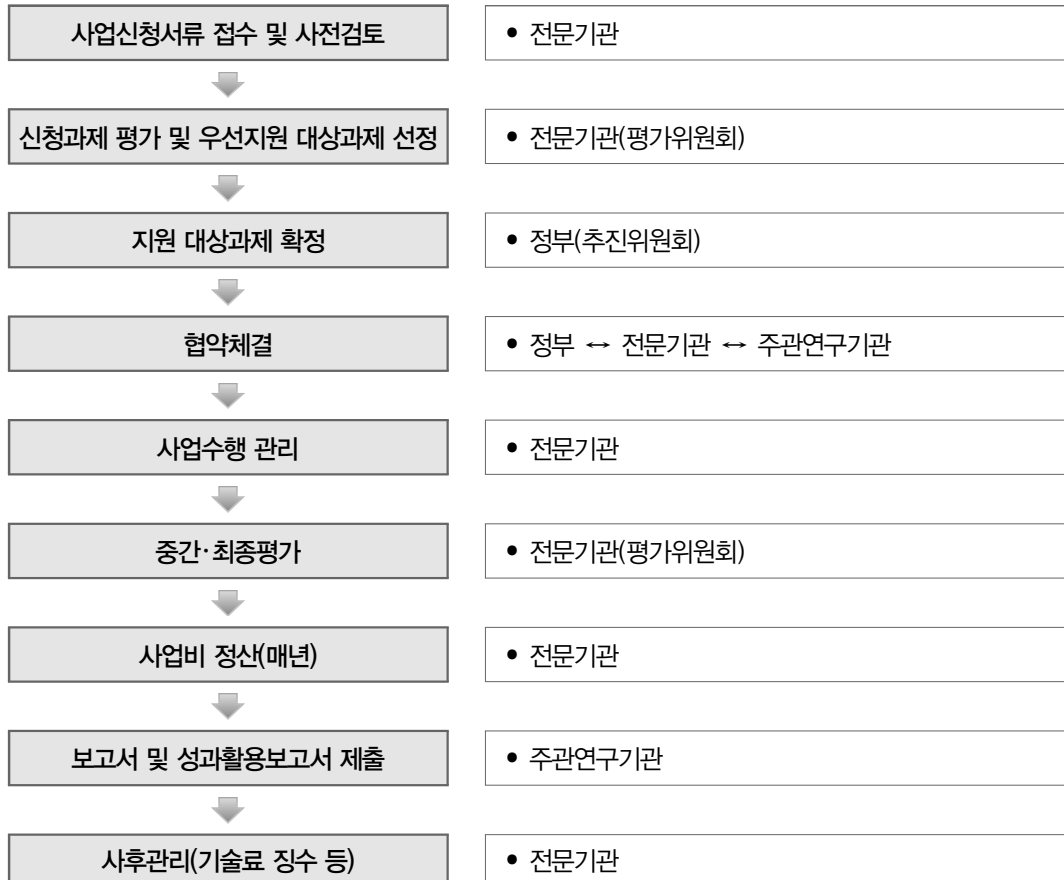 사업신청서류 접수 및 사전검토
• 전문기관
신청과제 평가 및 우선지원 대상과제 선정
• 전문기관(평가위원회)
지원 대상과제 확정
• 정부(추진위원회)
협약체결
• 정부 ↔ 전문기관 ↔ 주관연구기관
사업수행 관리
• 전문기관
중간·최종평가
• 전문기관(평가위원회)
사업비 정산(매년)
• 전문기관
보고서 및 성과활용보고서 제출
• 주관연구기관
사후관리(기술료 징수 등)
• 전문기관